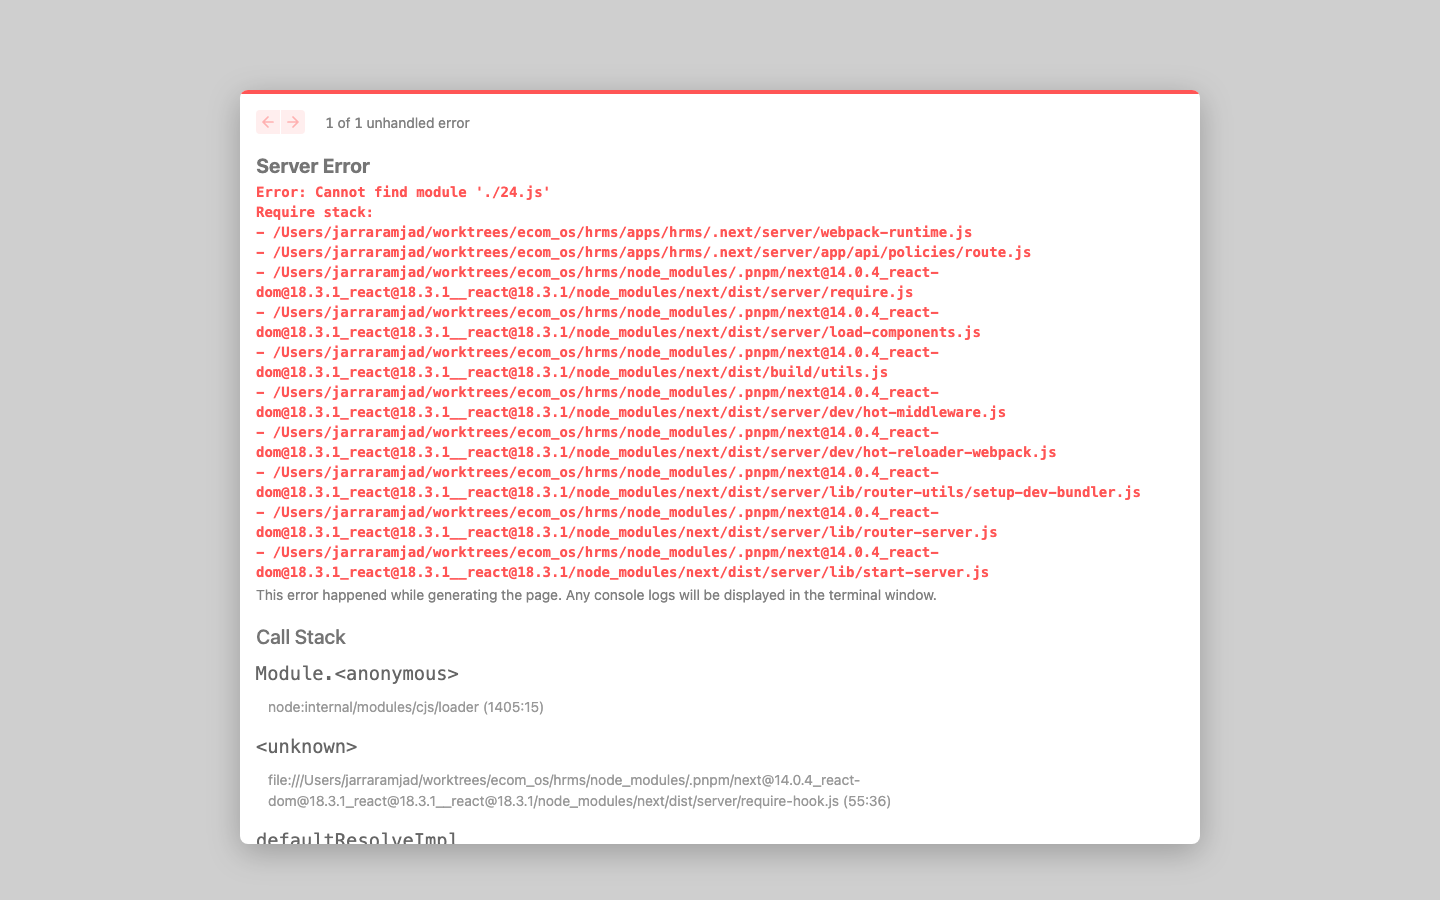 1 of 1 unhandled error
Server Error
Error: Cannot find module './24.js'
Require stack:
- /Users/jarraramjad/worktrees/ecom_os/hrms/apps/hrms/.next/server/webpack-runtime.js
- /Users/jarraramjad/worktrees/ecom_os/hrms/apps/hrms/.next/server/app/api/policies/route.js
- /Users/jarraramjad/worktrees/ecom_os/hrms/node_modules/.pnpm/next@14.0.4_react-
dom@18.3.1_react@18.3.1__react@18.3.1/node_modules/next/dist/server/require.js
- /Users/jarraramjad/worktrees/ecom_os/hrms/node_modules/.pnpm/next@14.0.4_react-
dom@18.3.1_react@18.3.1__react@18.3.1/node_modules/next/dist/server/load-components.js
- /Users/jarraramjad/worktrees/ecom_os/hrms/node_modules/.pnpm/next@14.0.4_react-
dom@18.3.1_react@18.3.1__react@18.3.1/node_modules/next/dist/build/utils.js
- /Users/jarraramjad/worktrees/ecom_os/hrms/node_modules/.pnpm/next@14.0.4_react-
dom@18.3.1_react@18.3.1__react@18.3.1/node_modules/next/dist/server/dev/hot-middleware.js
- /Users/jarraramjad/worktrees/ecom_os/hrms/node_modules/.pnpm/next@14.0.4_react-
dom@18.3.1_react@18.3.1__react@18.3.1/node_modules/next/dist/server/dev/hot-reloader-webpack.js
- /Users/jarraramjad/worktrees/ecom_os/hrms/node_modules/.pnpm/next@14.0.4_react-
dom@18.3.1_react@18.3.1__react@18.3.1/node_modules/next/dist/server/lib/router-utils/setup-dev-bundler.js
- /Users/jarraramjad/worktrees/ecom_os/hrms/node_modules/.pnpm/next@14.0.4_react-
dom@18.3.1_react@18.3.1__react@18.3.1/node_modules/next/dist/server/lib/router-server.js
- /Users/jarraramjad/worktrees/ecom_os/hrms/node_modules/.pnpm/next@14.0.4_react-
dom@18.3.1_react@18.3.1__react@18.3.1/node_modules/next/dist/server/lib/start-server.js
This error happened while generating the page. Any console logs will be displayed in the terminal window.
Call Stack
Module.<anonymous>
node:internal/modules/cjs/loader (1405:15)
<unknown>
file:///Users/jarraramjad/worktrees/ecom_os/hrms/node_modules/.pnpm/next@14.0.4_react-
dom@18.3.1_react@18.3.1__react@18.3.1/node_modules/next/dist/server/require-hook.js (55:36)
defaultResolveImpl